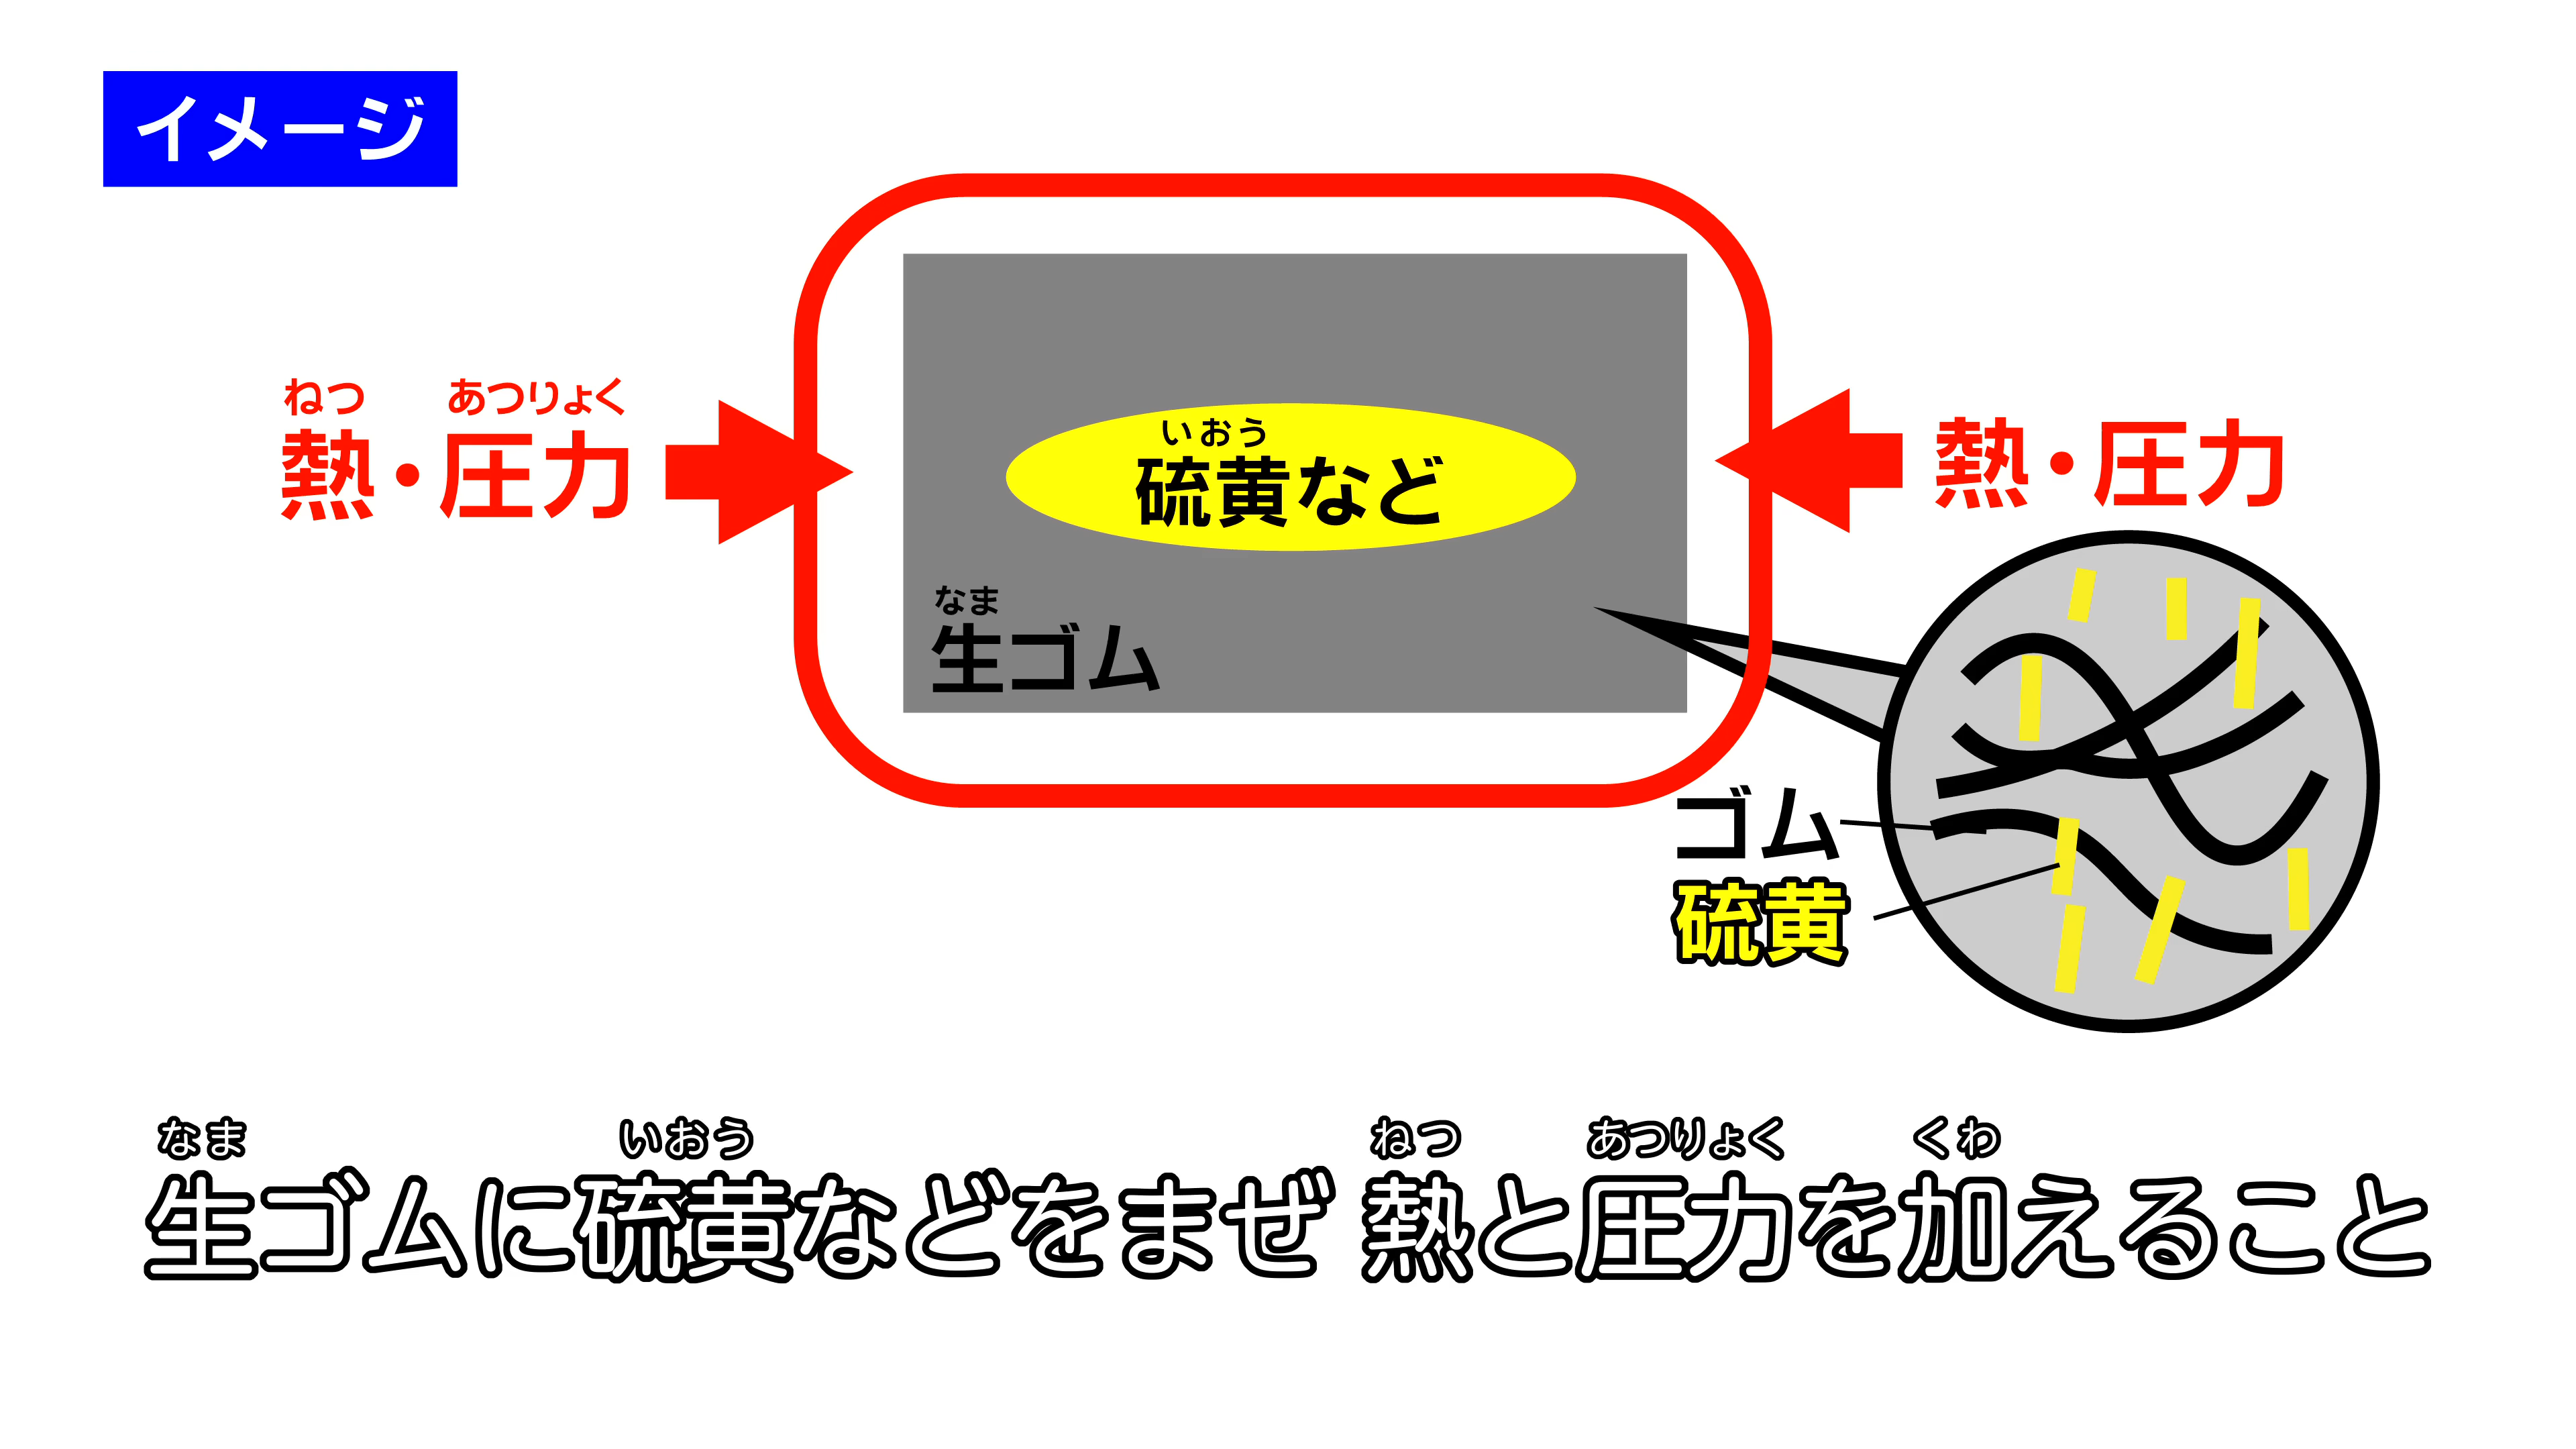 イメージ
ねつ あつりょく
熱・圧力
いおう
硫黄など
なま
生ゴム
熱・圧力
ゴム
硫黄
なま いおう ねつ あつりょく くわ
生ゴムに硫黄などをまぜ 熱と圧力を加えること